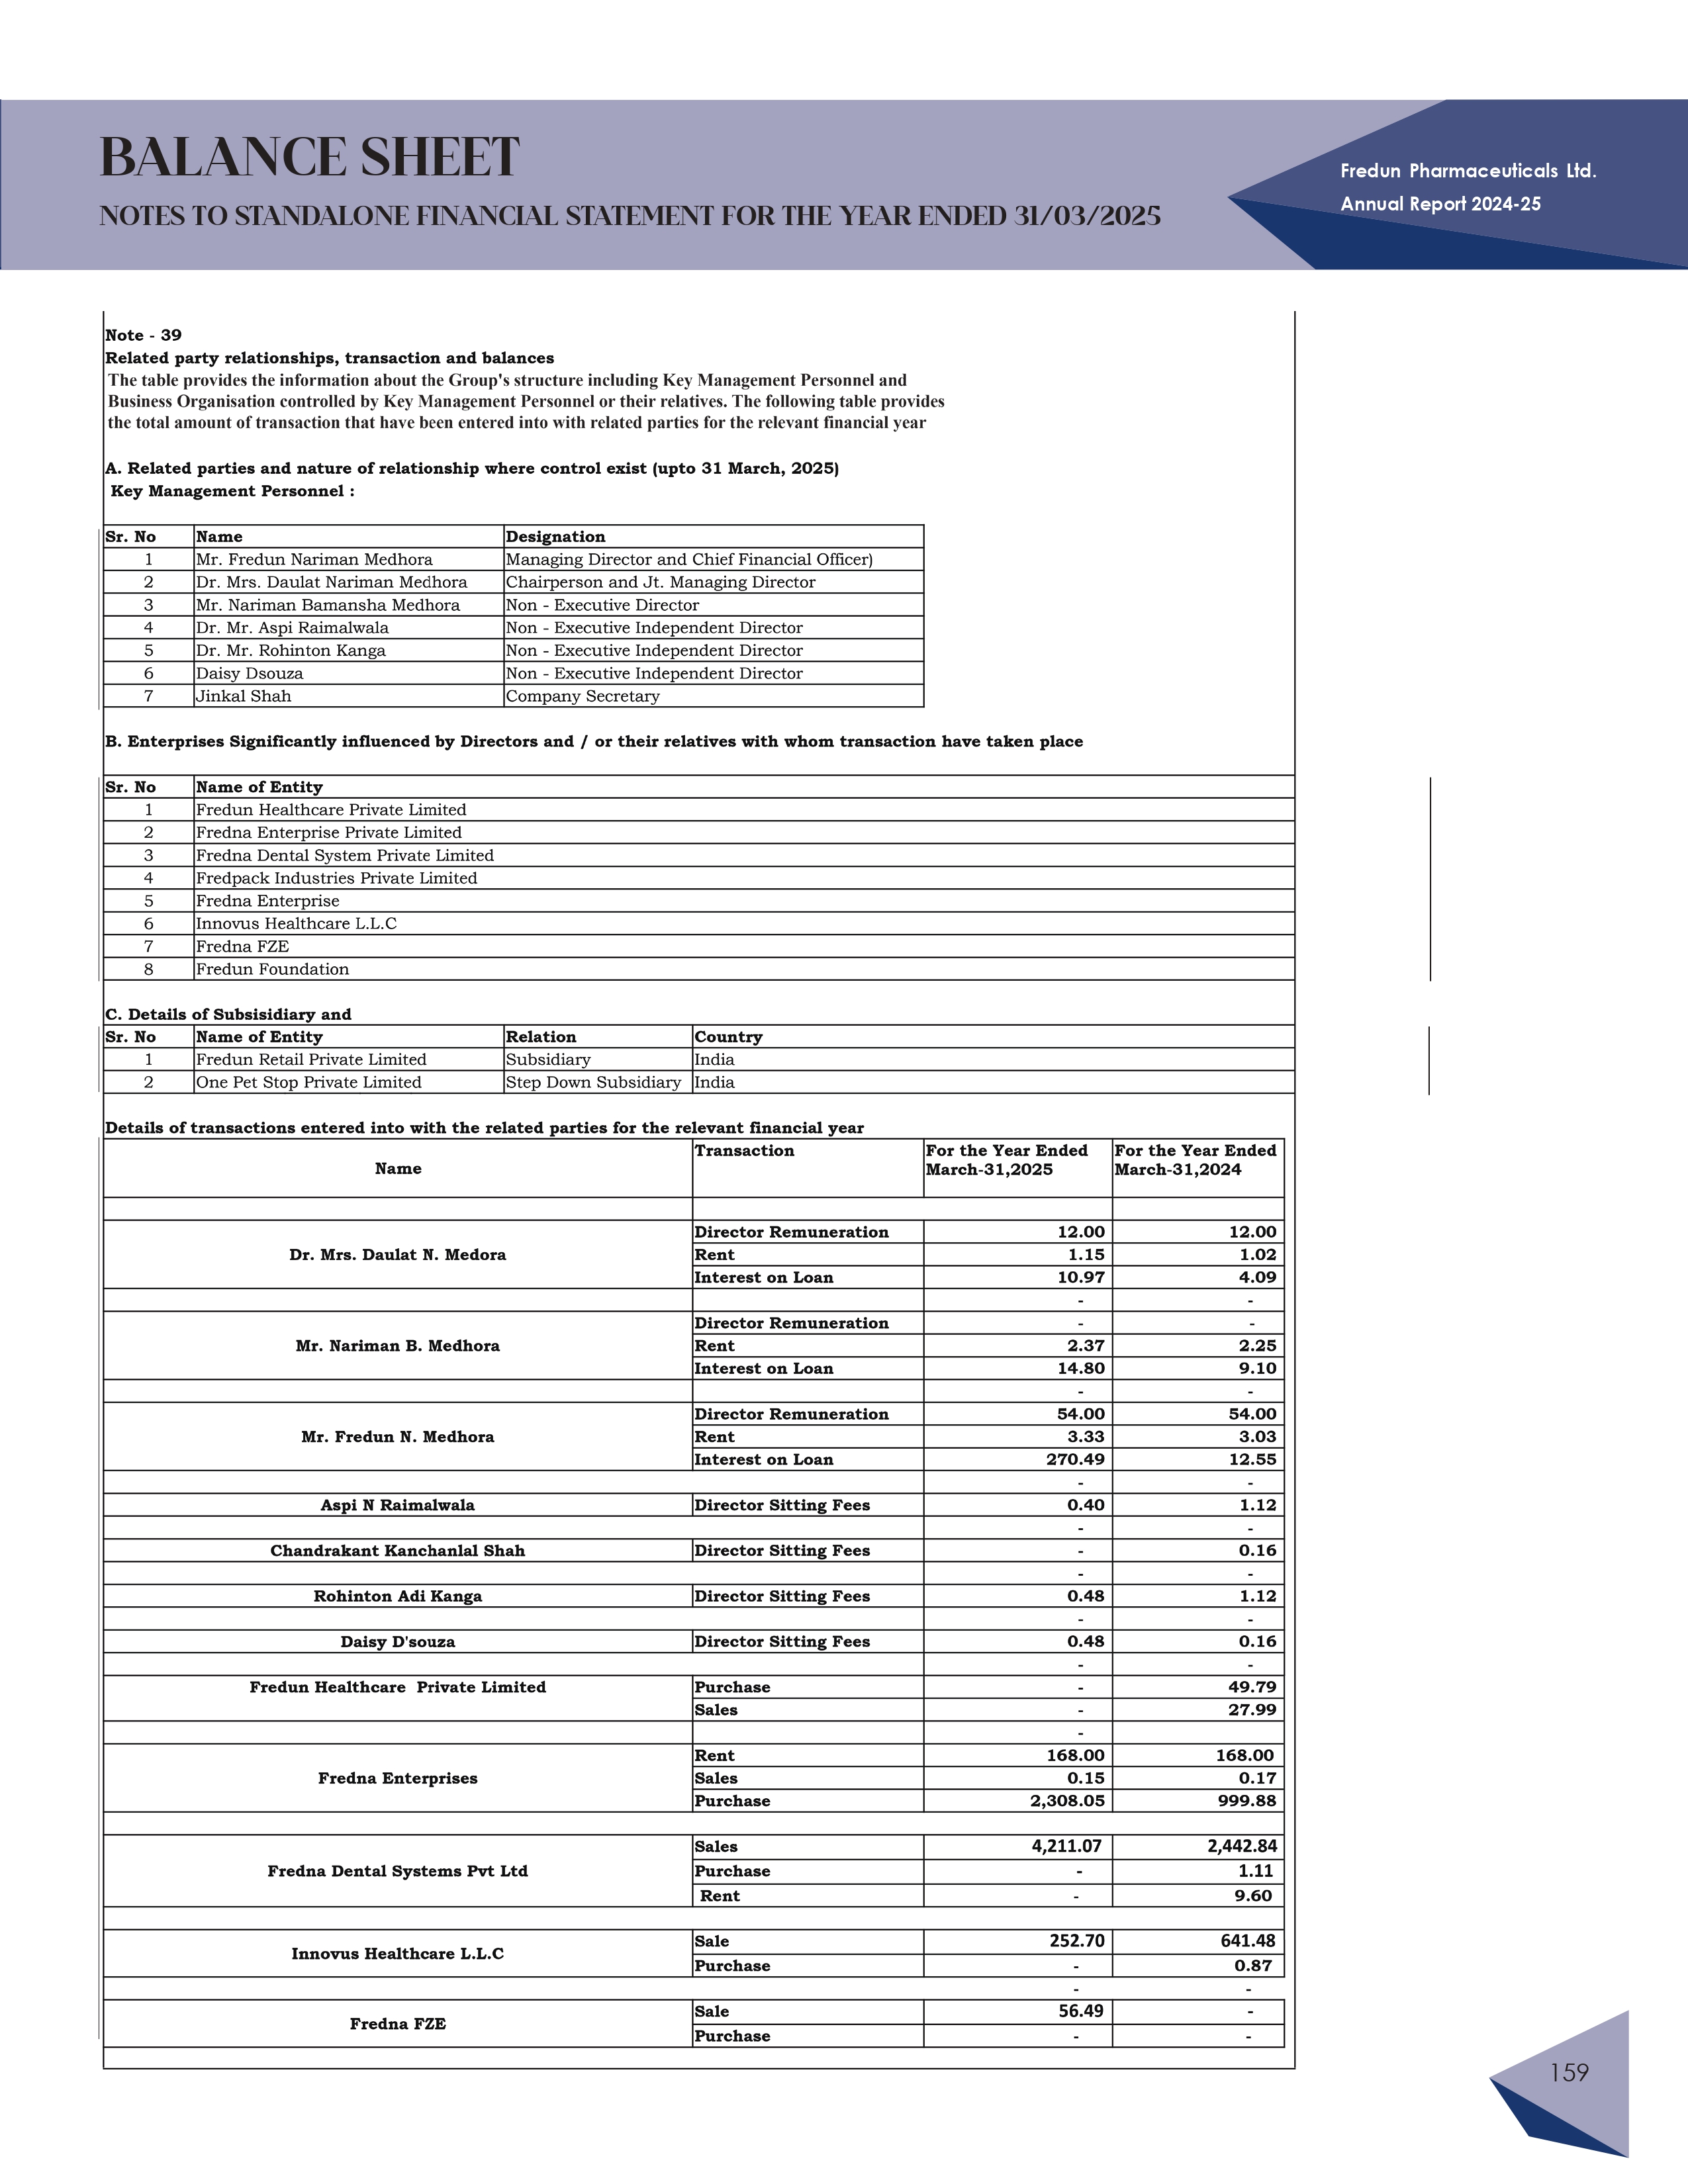 BALANCE SHEET
NOTES TO STANDALONE FINANCIAL STATEMENT FOR THE YEAR ENDED 31/03/2025
Fredun Pharmaceuticals Ltd.
Annual Report 2024-25
Note - 39
Related party relationships, transaction and balances
The table provides the information about the Group's structure including Key Management Personnel and
Business Organisation controlled by Key Management Personnel or their relatives. The following table provides
the total amount of transaction that have been entered into with related parties for the relevant financial year
A. Related parties and nature of relationship where control exist (upto 31 March, 2025)
Key Management Personnel :
Sr. No Name Designation
1 Mr. Fredun Nariman Medhora Managing Director and Chief Financial Officer)
2 Dr. Mrs. Daulat Nariman Medhora Chairperson and Jt. Managing Director
3 Mr. Nariman Bamansha Medhora Non - Executive Director
4 Dr. Mr. Aspi Raimalwala Non - Executive Independent Director
5 Dr. Mr. Rohinton Kanga Non - Executive Independent Director
6 Daisy Dsouza Non - Executive Independent Director
7 Jinkal Shah Company Secretary
B. Enterprises Significantly influenced by Directors and / or their relatives with whom transaction have taken place
Sr. No Name of Entity
1 Fredun Healthcare Private Limited
2 Fredna Enterprise Private Limited
3 Fredna Dental System Private Limited
4 Fredpack Industries Private Limited
5 Fredna Enterprise
6 Innovus Healthcare L.L.C
7 Fredna FZE
8 Fredun Foundation
C. Details of Subsisidiary and
Sr. No Name of Entity Relation Country
1 Fredun Retail Private Limited Subsidiary India
2 One Pet Stop Private Limited Step Down Subsidiary India
Details of transactions entered into with the related parties for the relevant financial year
Name Transaction For the Year Ended March-31,2025 For the Year Ended March-31,2024
Dr. Mrs. Daulat N. Medora
Director Remuneration 12.00 12.00
Rent 1.15 1.02
Interest on Loan 10.97 4.09
- -
Mr. Nariman B. Medhora
Director Remuneration - -
Rent 2.37 2.25
Interest on Loan 14.80 9.10
- -
Mr. Fredun N. Medhora
Director Remuneration 54.00 54.00
Rent 3.33 3.03
Interest on Loan 270.49 12.55
- -
Aspi N Raimalwala Director Sitting Fees 0.40 1.12
- -
Chandrakant Kanchanlal Shah Director Sitting Fees - 0.16
- -
Rohinton Adi Kanga Director Sitting Fees 0.48 1.12
- -
Daisy D'souza Director Sitting Fees 0.48 0.16
- -
Fredun Healthcare Private Limited Purchase - 49.79
Sales - 27.99
-
Fredna Enterprises
Rent 168.00 168.00
Sales 0.15 0.17
Purchase 2,308.05 999.88
Fredna Dental Systems Pvt Ltd
Sales 4,211.07 2,442.84
Purchase - 1.11
Rent - 9.60
Innovus Healthcare L.L.C
Sale 252.70 641.48
Purchase - 0.87
- -
Fredna FZE
Sale 56.49 -
Purchase - -
159